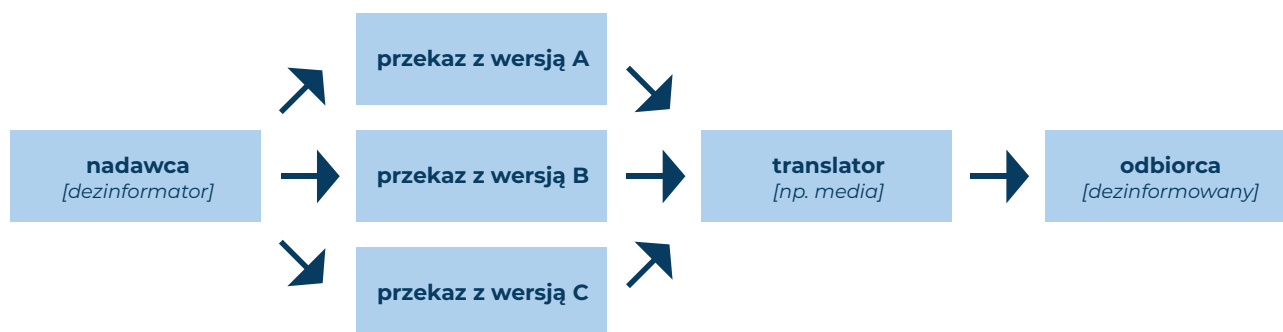 nadawca
[dezinformator]
przekaz z wersją A
przekaz z wersją B
przekaz z wersją C
translator
[np. media]
odbiorca
[dezinformowany]